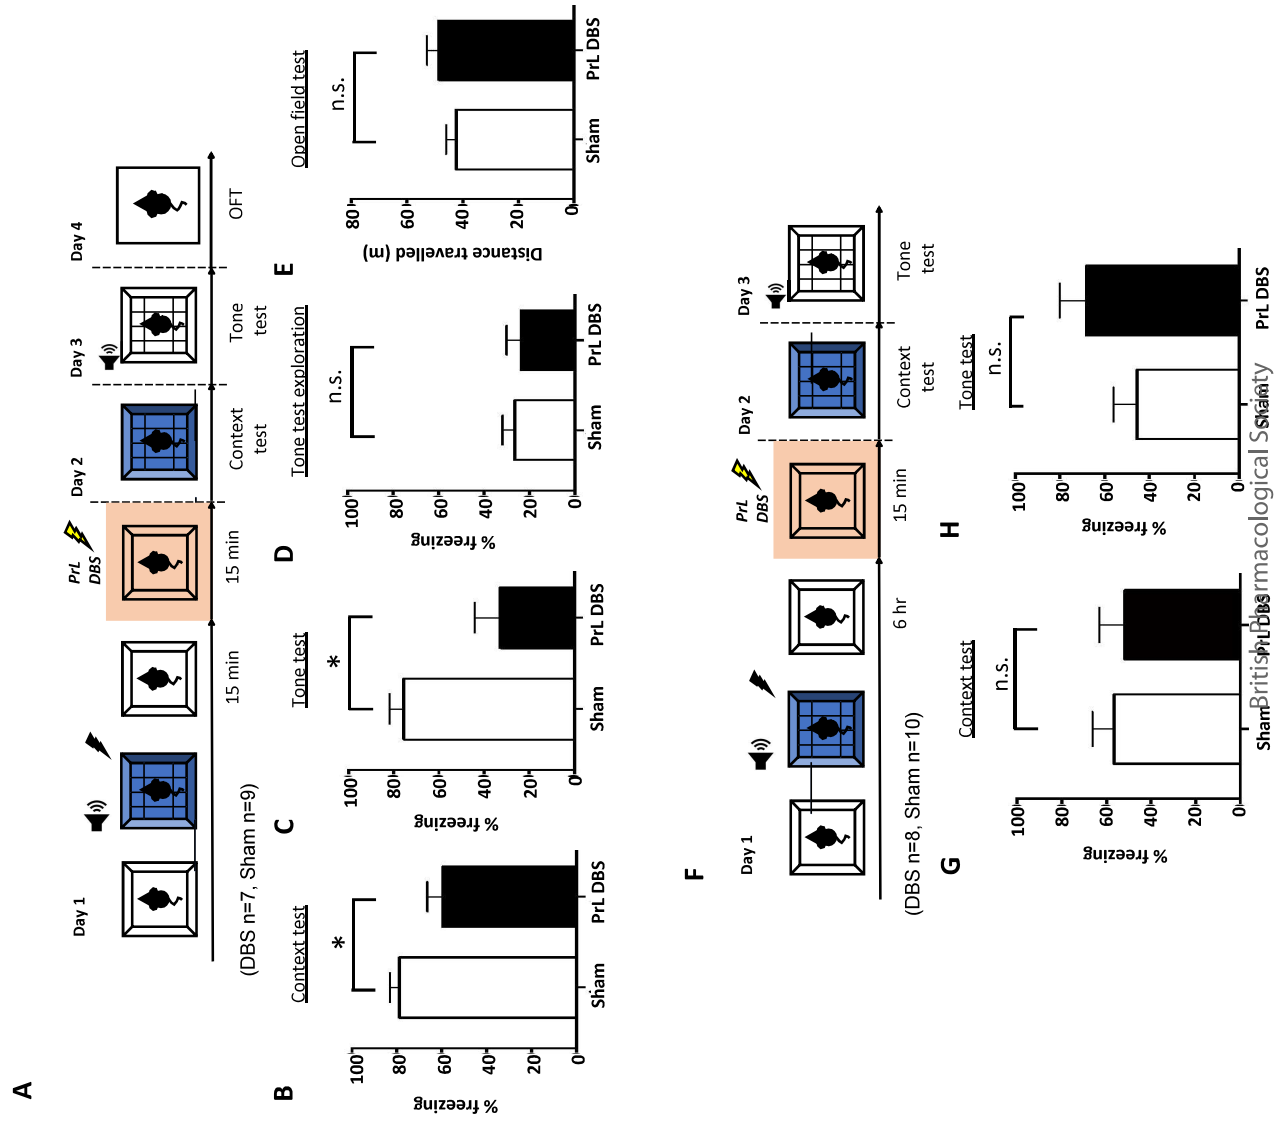 A
Day 1
PrL
DBS
Day 2
Day 3
Day 4
15 min
15 min
Context
test
Tone
test
OFT
(DBS n=7, Sham n=9)
B
Context test
*
% freezing
100
80
60
40
20
0
Sham
PrL DBS
C
Tone test
*
% freezing
100
80
60
40
20
0
Sham
PrL DBS
D
Tone test exploration
n.s.
% freezing
100
80
60
40
20
0
Sham
PrL DBS
E
Open field test
n.s.
Distance travelled (m)
80
60
40
20
0
Sham
PrL DBS
F
Day 1
PrL
DBS
Day 2
Day 3
6 hr
15 min
Context
test
Tone
test
(DBS n=8, Sham n=10)
G
Context test
n.s.
% freezing
100
80
60
40
20
0
Sham
PrL DBS
H
Tone test
n.s.
% freezing
100
80
60
40
20
0
Sham
PrL DBS
British Pharmacological Society